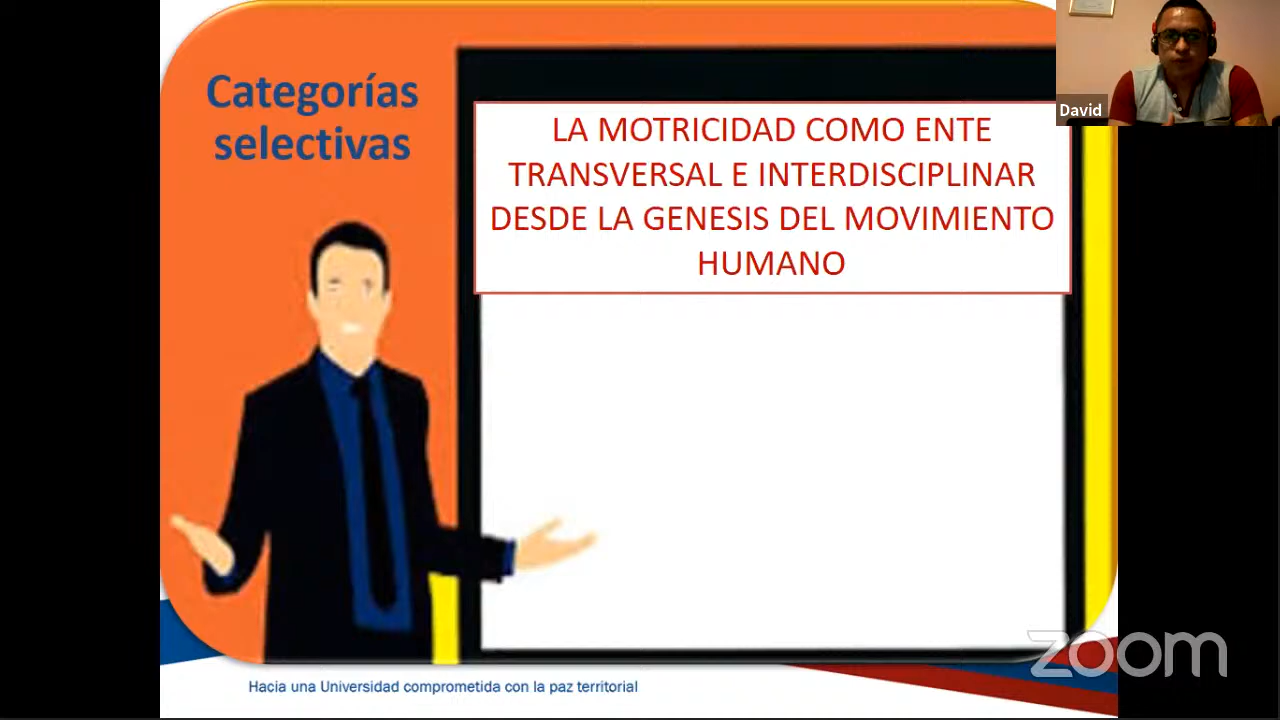 Categorías
selectivas
LA MOTRICIDAD COMO ENTE
TRANSVERSAL E INTERDISCIPLINAR
DESDE LA GENESIS DEL MOVIMIENTO
HUMANO
David
Hacia una Universidad comprometida con la paz territorial
zoom